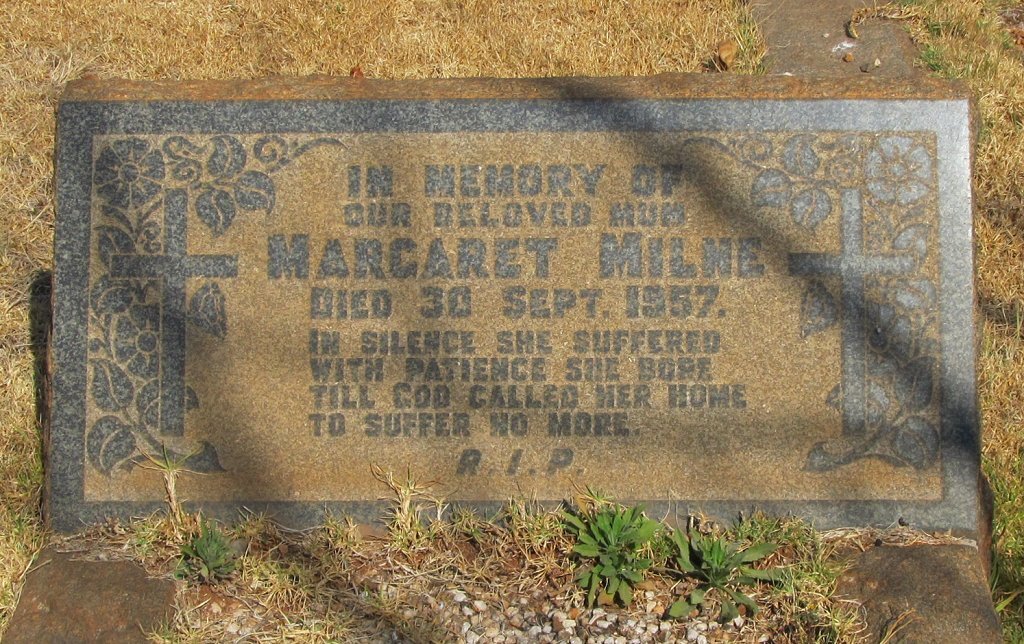 IN MEMORY OF
OUR BELOVED MUM
MARGARET MILNE
DIED 30 SEPT. 1957.
IN SILENCE SHE SUFFERED
WITH PATIENCE SHE BORE
TILL GOD CALLED HER HOME
TO SUFFER NO MORE.
R.I.P.